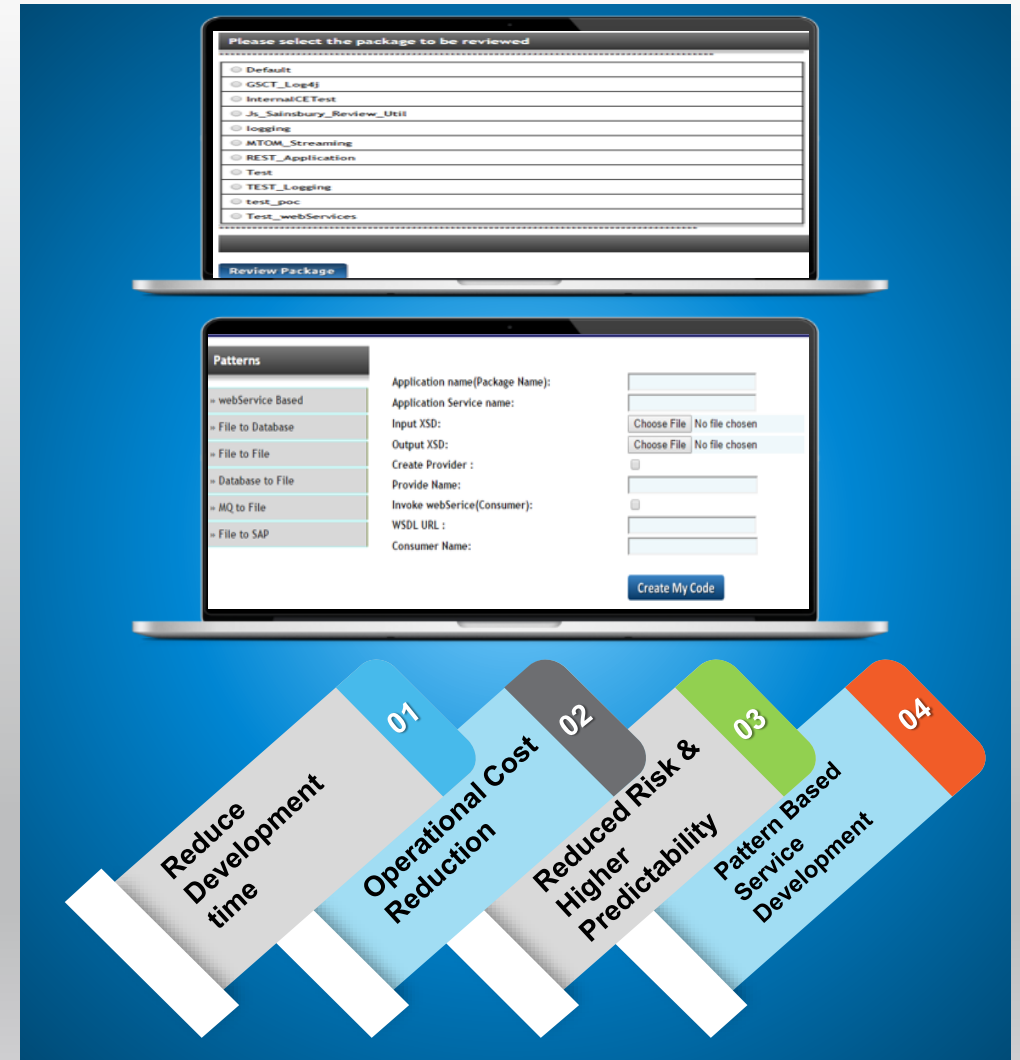 Please select the package to be reviewed
Default
GSCT_Log4j
InternalCETest
Js_Sainsbury_Review_Util
logging
MTOM_Streaming
REST_Application
Test
TEST_Logging
test_poc
Test_webServices
Review Package
Patterns
» webService Based
» File to Database
» File to File
» Database to File
» MQ to File
» File to SAP
Application name(Package Name):
Application Service name:
Input XSD:
Choose File No file chosen
Output XSD:
Choose File No file chosen
Create Provider :
Provide Name:
Invoke webSerice(Consumer):
WSDL URL :
Consumer Name:
Create My Code
01
Reduce
Development
time
02
Operational Cost
Reduction
03
Reduced Risk &
Higher
Predictability
04
Pattern Based
Service
Development